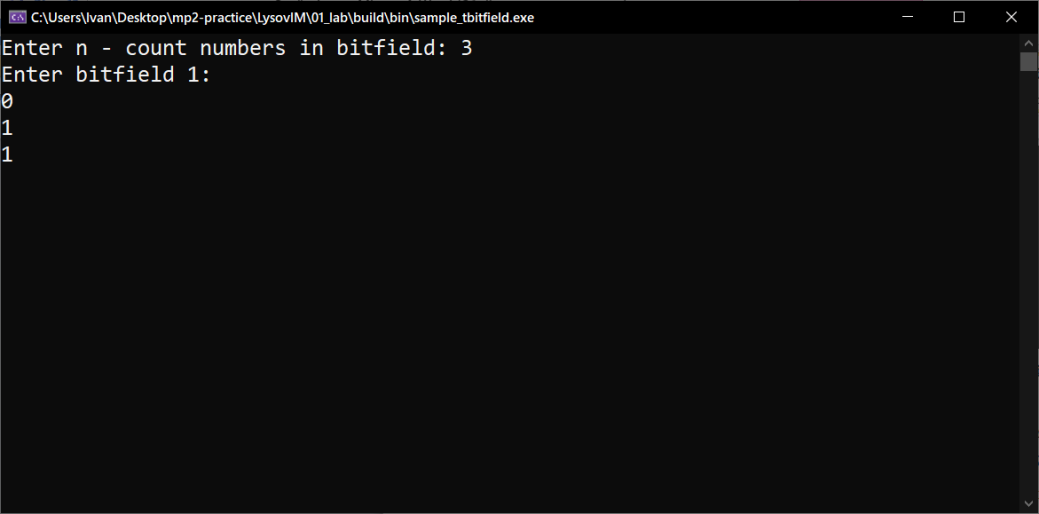 C:\Users\Ivan\Desktop\mp2-practice\LysovIM\01_lab\build\bin\sample_tbitfield.exe
Enter n - count numbers in bitfield: 3
Enter bitfield 1:
0
1
1